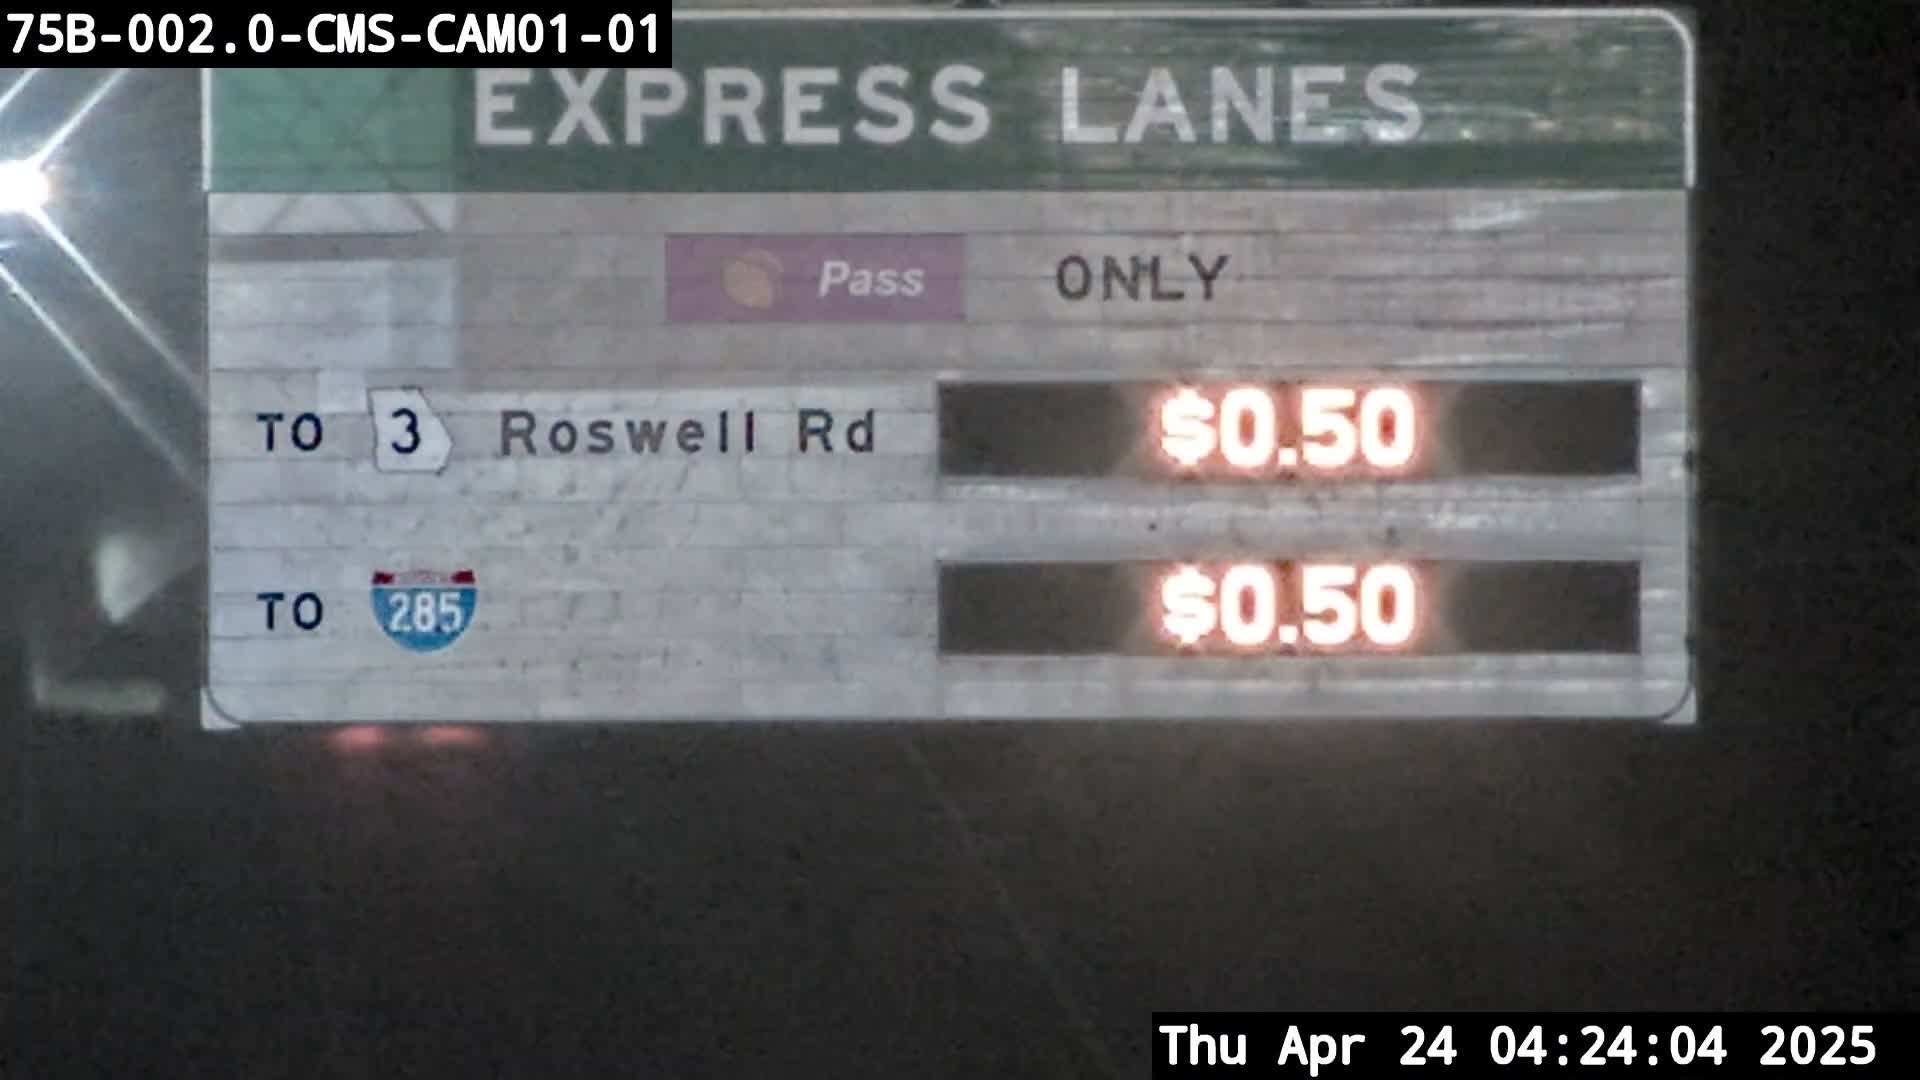 75B-002.0-CMS-CAM01-01
EXPRESS LANES
Pass ONLY
TO 3 Roswell Rd $0.50
TO 285 $0.50
Thu Apr 24 04:24:04 2025